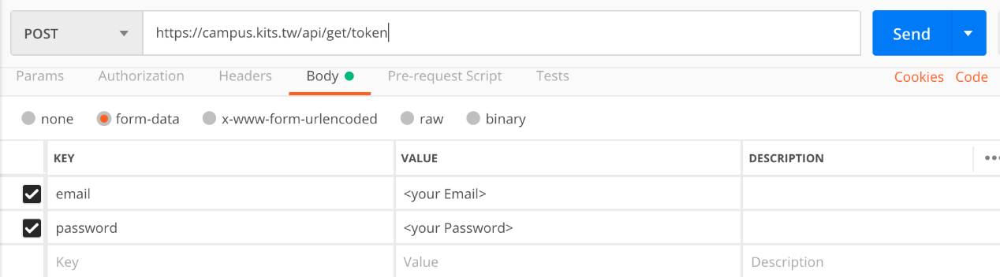 POST https://campus.kits.tw/api/get/token Send
Params Authorization Headers Body Pre-request Script Tests Cookies Code
none form-data x-www-form-urlencoded raw binary
KEY VALUE DESCRIPTION
email <your Email>
password <your Password>
Key Value Description